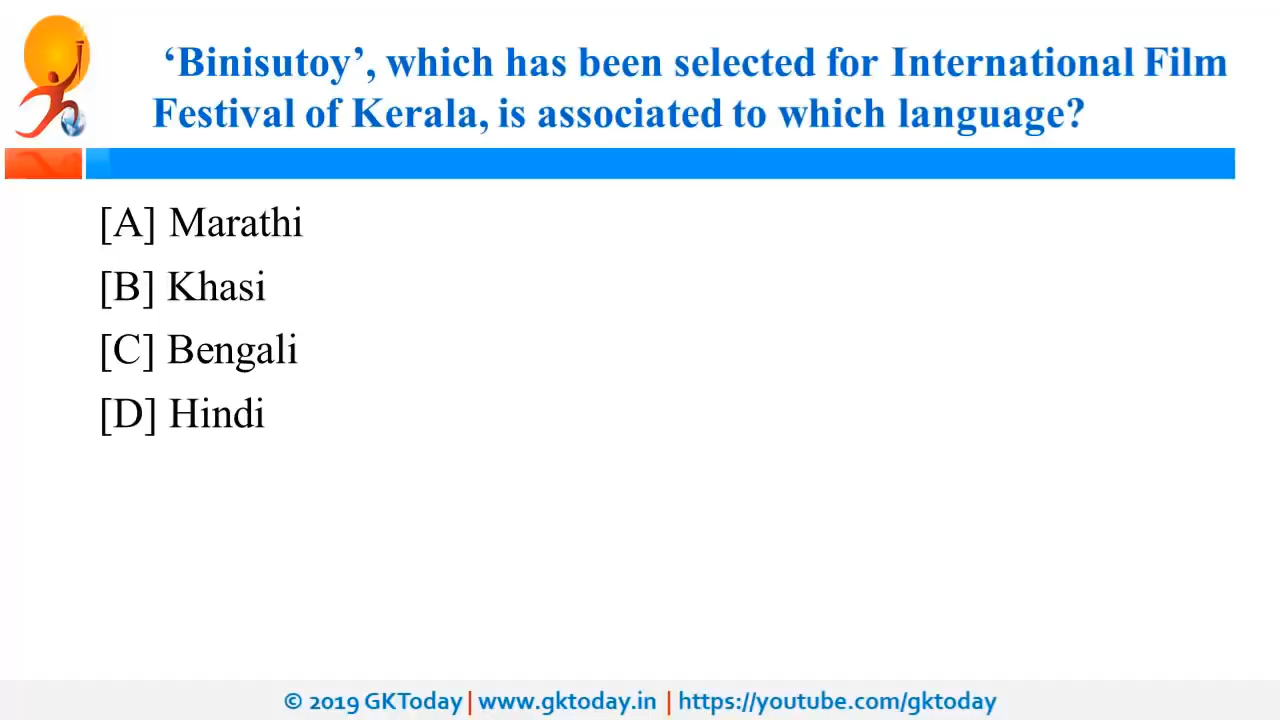 ‘Binisutoy’, which has been selected for International Film
Festival of Kerala, is associated to which language?
[A] Marathi
[B] Khasi
[C] Bengali
[D] Hindi
© 2019 GKToday | www.gktoday.in | https://youtube.com/gktoday